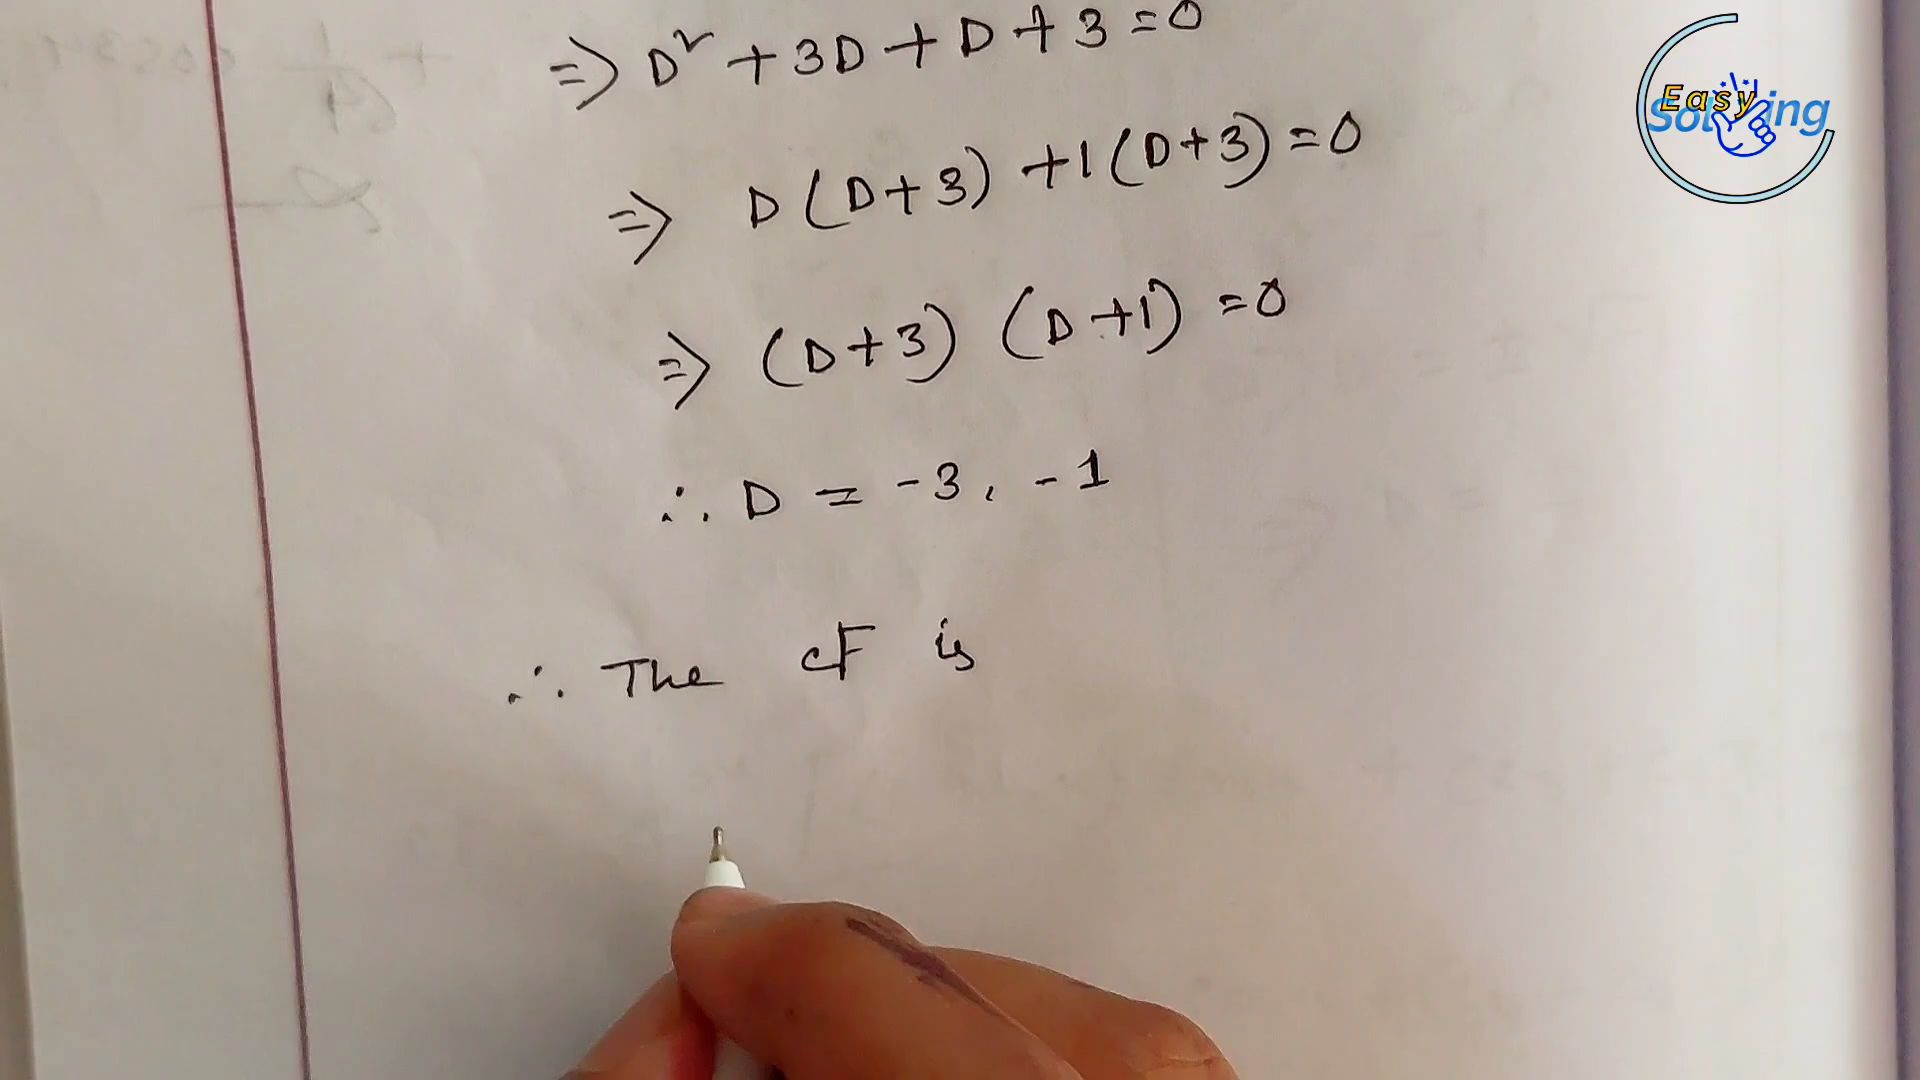 => D² + 3D + D + 3 = 0
=> D (D+3) + 1 (D+3) = 0
=> (D+3) (D+1) = 0
∴ D = -3, -1
∴ The CF is
Easy
Solving